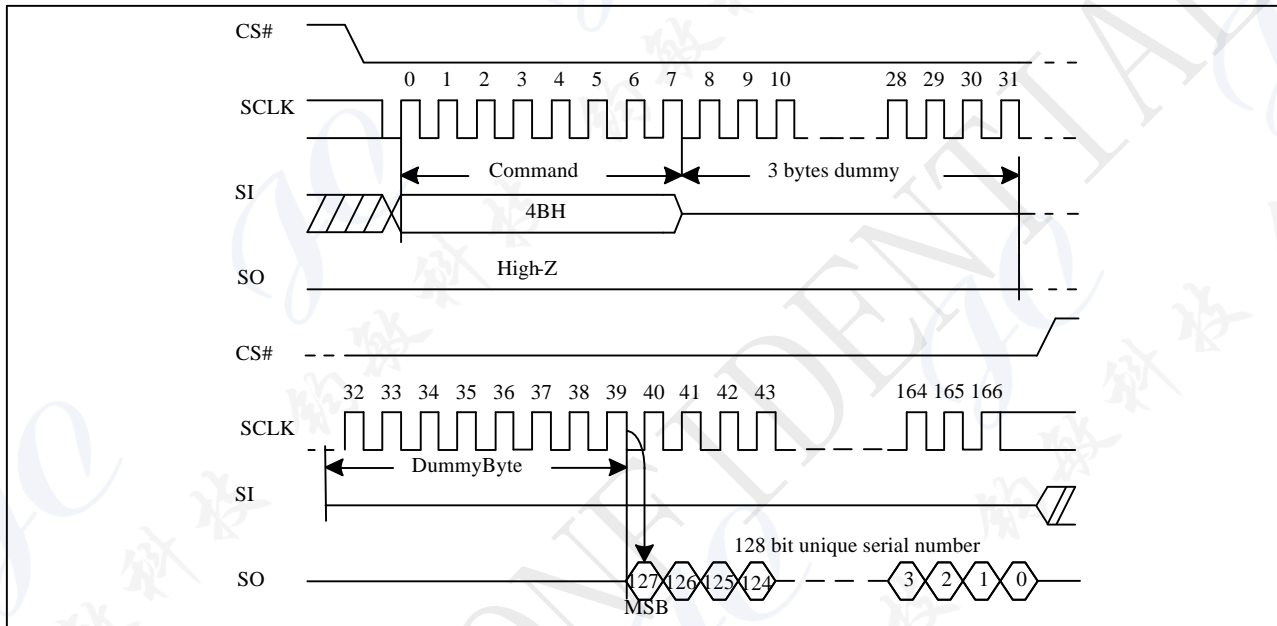 CS#
0 1 2 3 4 5 6 7 8 9 10 28 29 30 31
SCLK
Command 3 bytes dummy
SI
4BH
High-Z
SO
CS#
32 33 34 35 36 37 38 39 40 41 42 43 164 165 166
SCLK
DummyByte
SI
128 bit unique serial number
SO 127 126 125 124 3 2 1 0
MSB